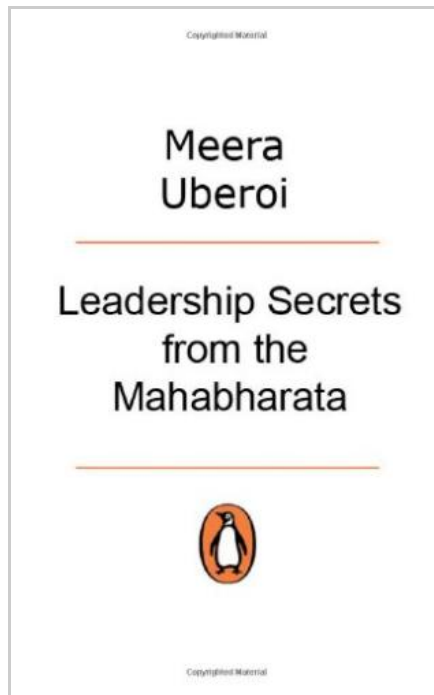 Copyrighted Material
Meera
Uberoi
Leadership Secrets
from the
Mahabharata
Copyrighted Material